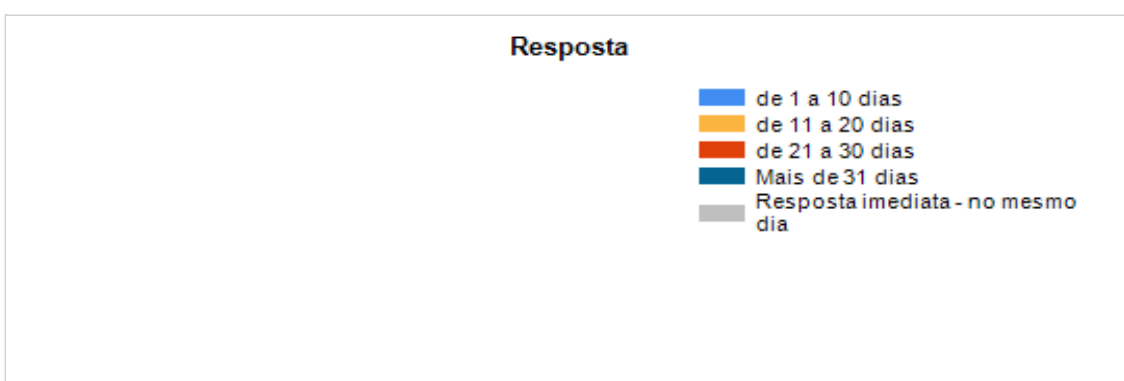 Resposta
de 1 a 10 dias
de 11 a 20 dias
de 21 a 30 dias
Mais de 31 dias
Resposta imediata - no mesmo
dia